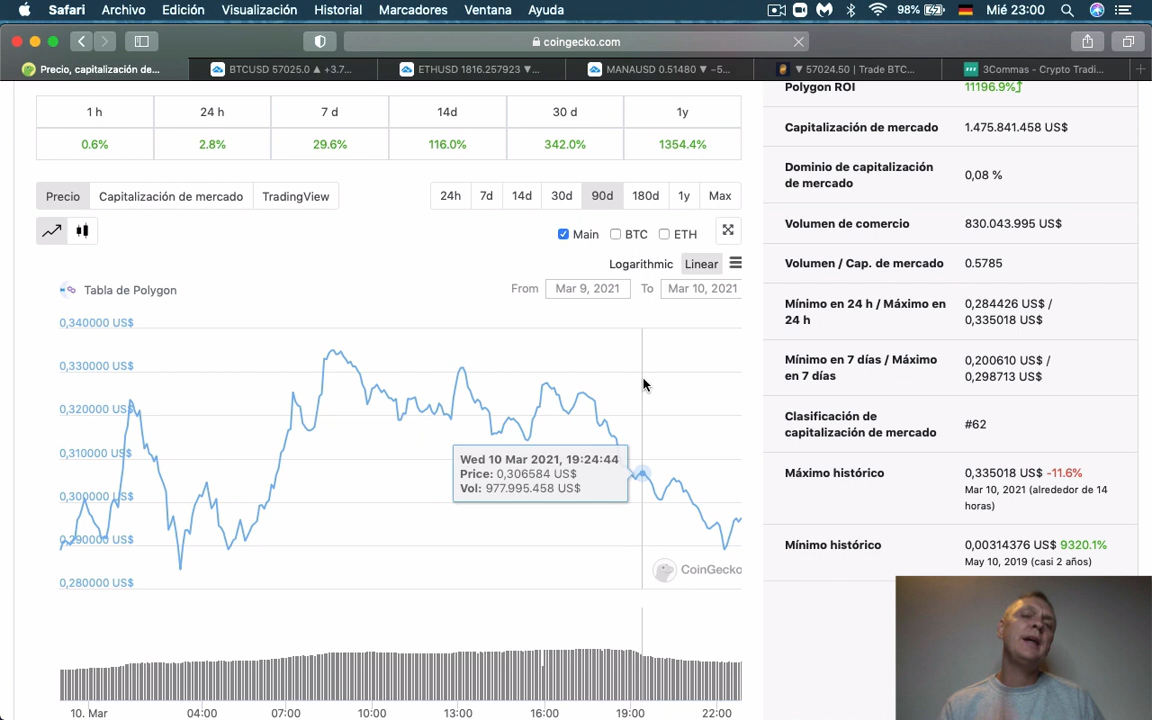 Safari Archivo Edición Visualización Historial Marcadores Ventana Ayuda 98% Mié 23:00
coingecko.com
Precio, capitalización de... BTCUSD 57025.0 ▲ +3.7... ETHUSD 1816.257923 ▼... MANAUSD 0.51480 ▼ −5... ▼ 57024.50 | Trade BTC... 3Commas - Crypto Tradi...
1 h 24 h 7 d 14d 30 d 1y
0.6% 2.8% 29.6% 116.0% 342.0% 1354.4%
Precio Capitalización de mercado TradingView 24h 7d 14d 30d 90d 180d 1y Max
Main BTC ETH
Logarithmic Linear
Tabla de Polygon From Mar 9, 2021 To Mar 10, 2021
0,340000 US$
0,330000 US$
0,320000 US$
0,310000 US$
0,300000 US$
0,290000 US$
0,280000 US$
Wed 10 Mar 2021, 19:24:44
Price: 0,306584 US$
Vol: 977.995.458 US$
CoinGecko
10. Mar 04:00 07:00 10:00 13:00 16:00 19:00 22:00
Polygon ROI 11196.9%
Capitalización de mercado 1.475.841.458 US$
Dominio de capitalización
de mercado 0,08 %
Volumen de comercio 830.043.995 US$
Volumen / Cap. de mercado 0.5785
Mínimo en 24 h / Máximo en
24 h
0,284426 US$ /
0,335018 US$
Mínimo en 7 días / Máximo
en 7 días
0,200610 US$ /
0,298713 US$
Clasificación de
capitalización de mercado #62
Máximo histórico 0,335018 US$ -11.6%
Mar 10, 2021 (alrededor de 14
horas)
Mínimo histórico 0,00314376 US$ 9320.1%
May 10, 2019 (casi 2 años)